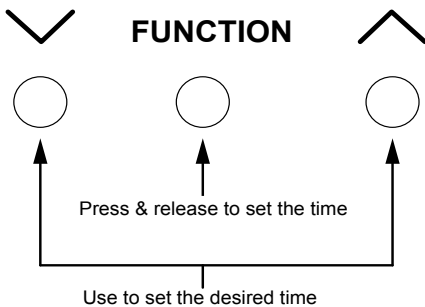 FUNCTION
Press & release to set the time
Use to set the desired time